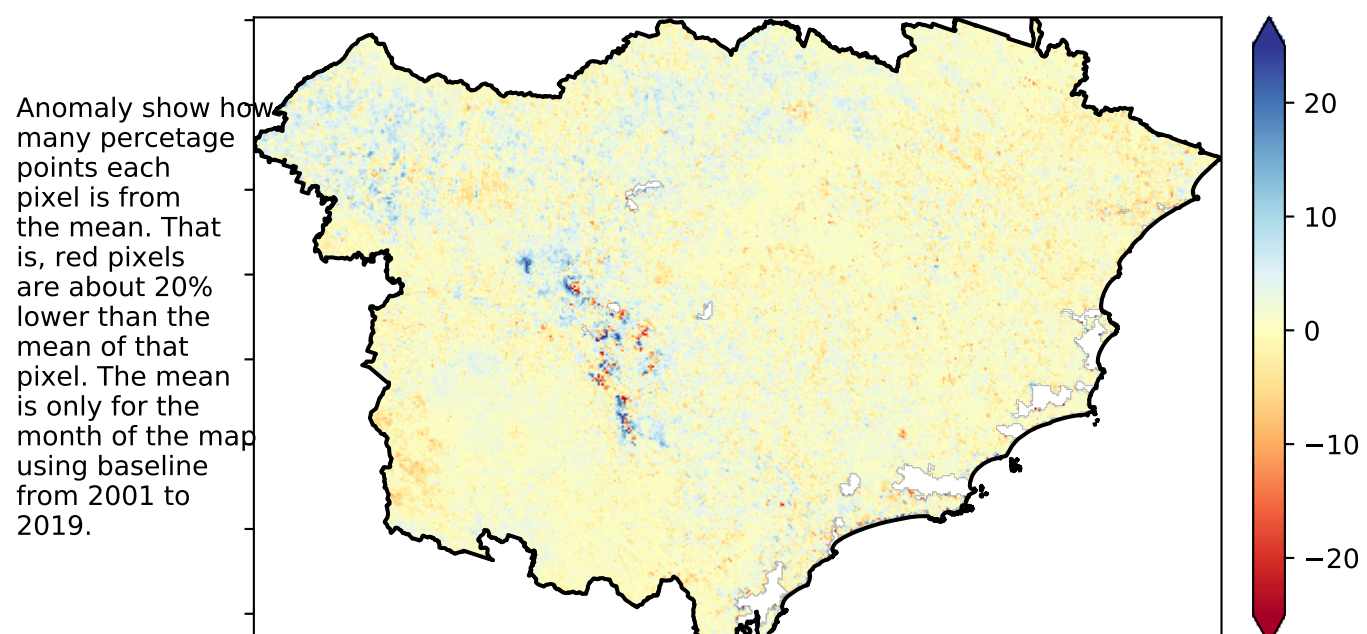 Anomaly show how
many percetage
points each
pixel is from
the mean. That
is, red pixels
are about 20%
lower than the
mean of that
pixel. The mean
is only for the
month of the map
using baseline
from 2001 to
2019.
20
10
0
−10
−20